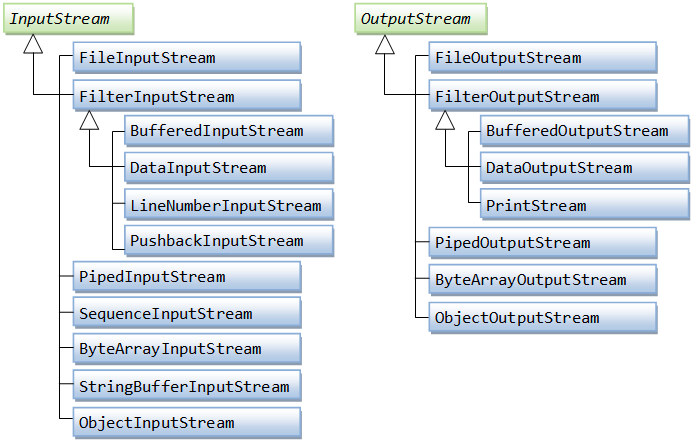 InputStream
FileInputStream
FilterInputStream
BufferedInputStream
DataInputStream
LineNumberInputStream
PushbackInputStream
PipedInputStream
SequenceInputStream
ByteArrayInputStream
StringBufferInputStream
ObjectInputStream
OutputStream
FileOutputStream
FilterOutputStream
BufferedOutputStream
DataOutputStream
PrintStream
PipedOutputStream
ByteArrayOutputStream
ObjectOutputStream